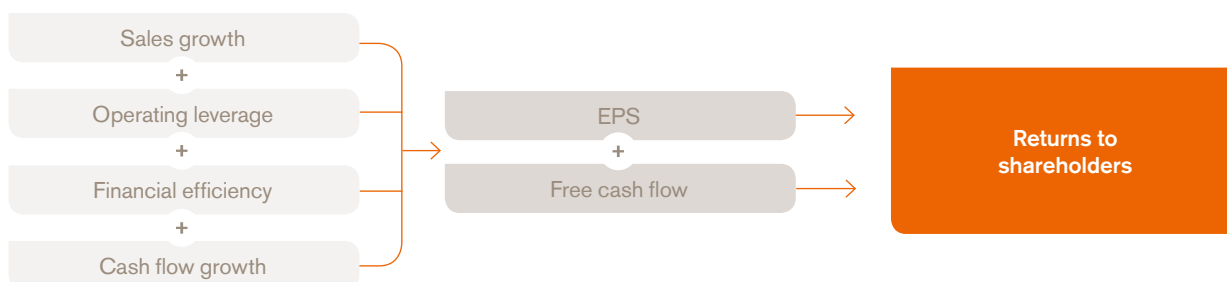 Sales growth
+
Operating leverage
+
Financial efficiency
+
Cash flow growth
EPS
+
Free cash flow
Returns to
shareholders